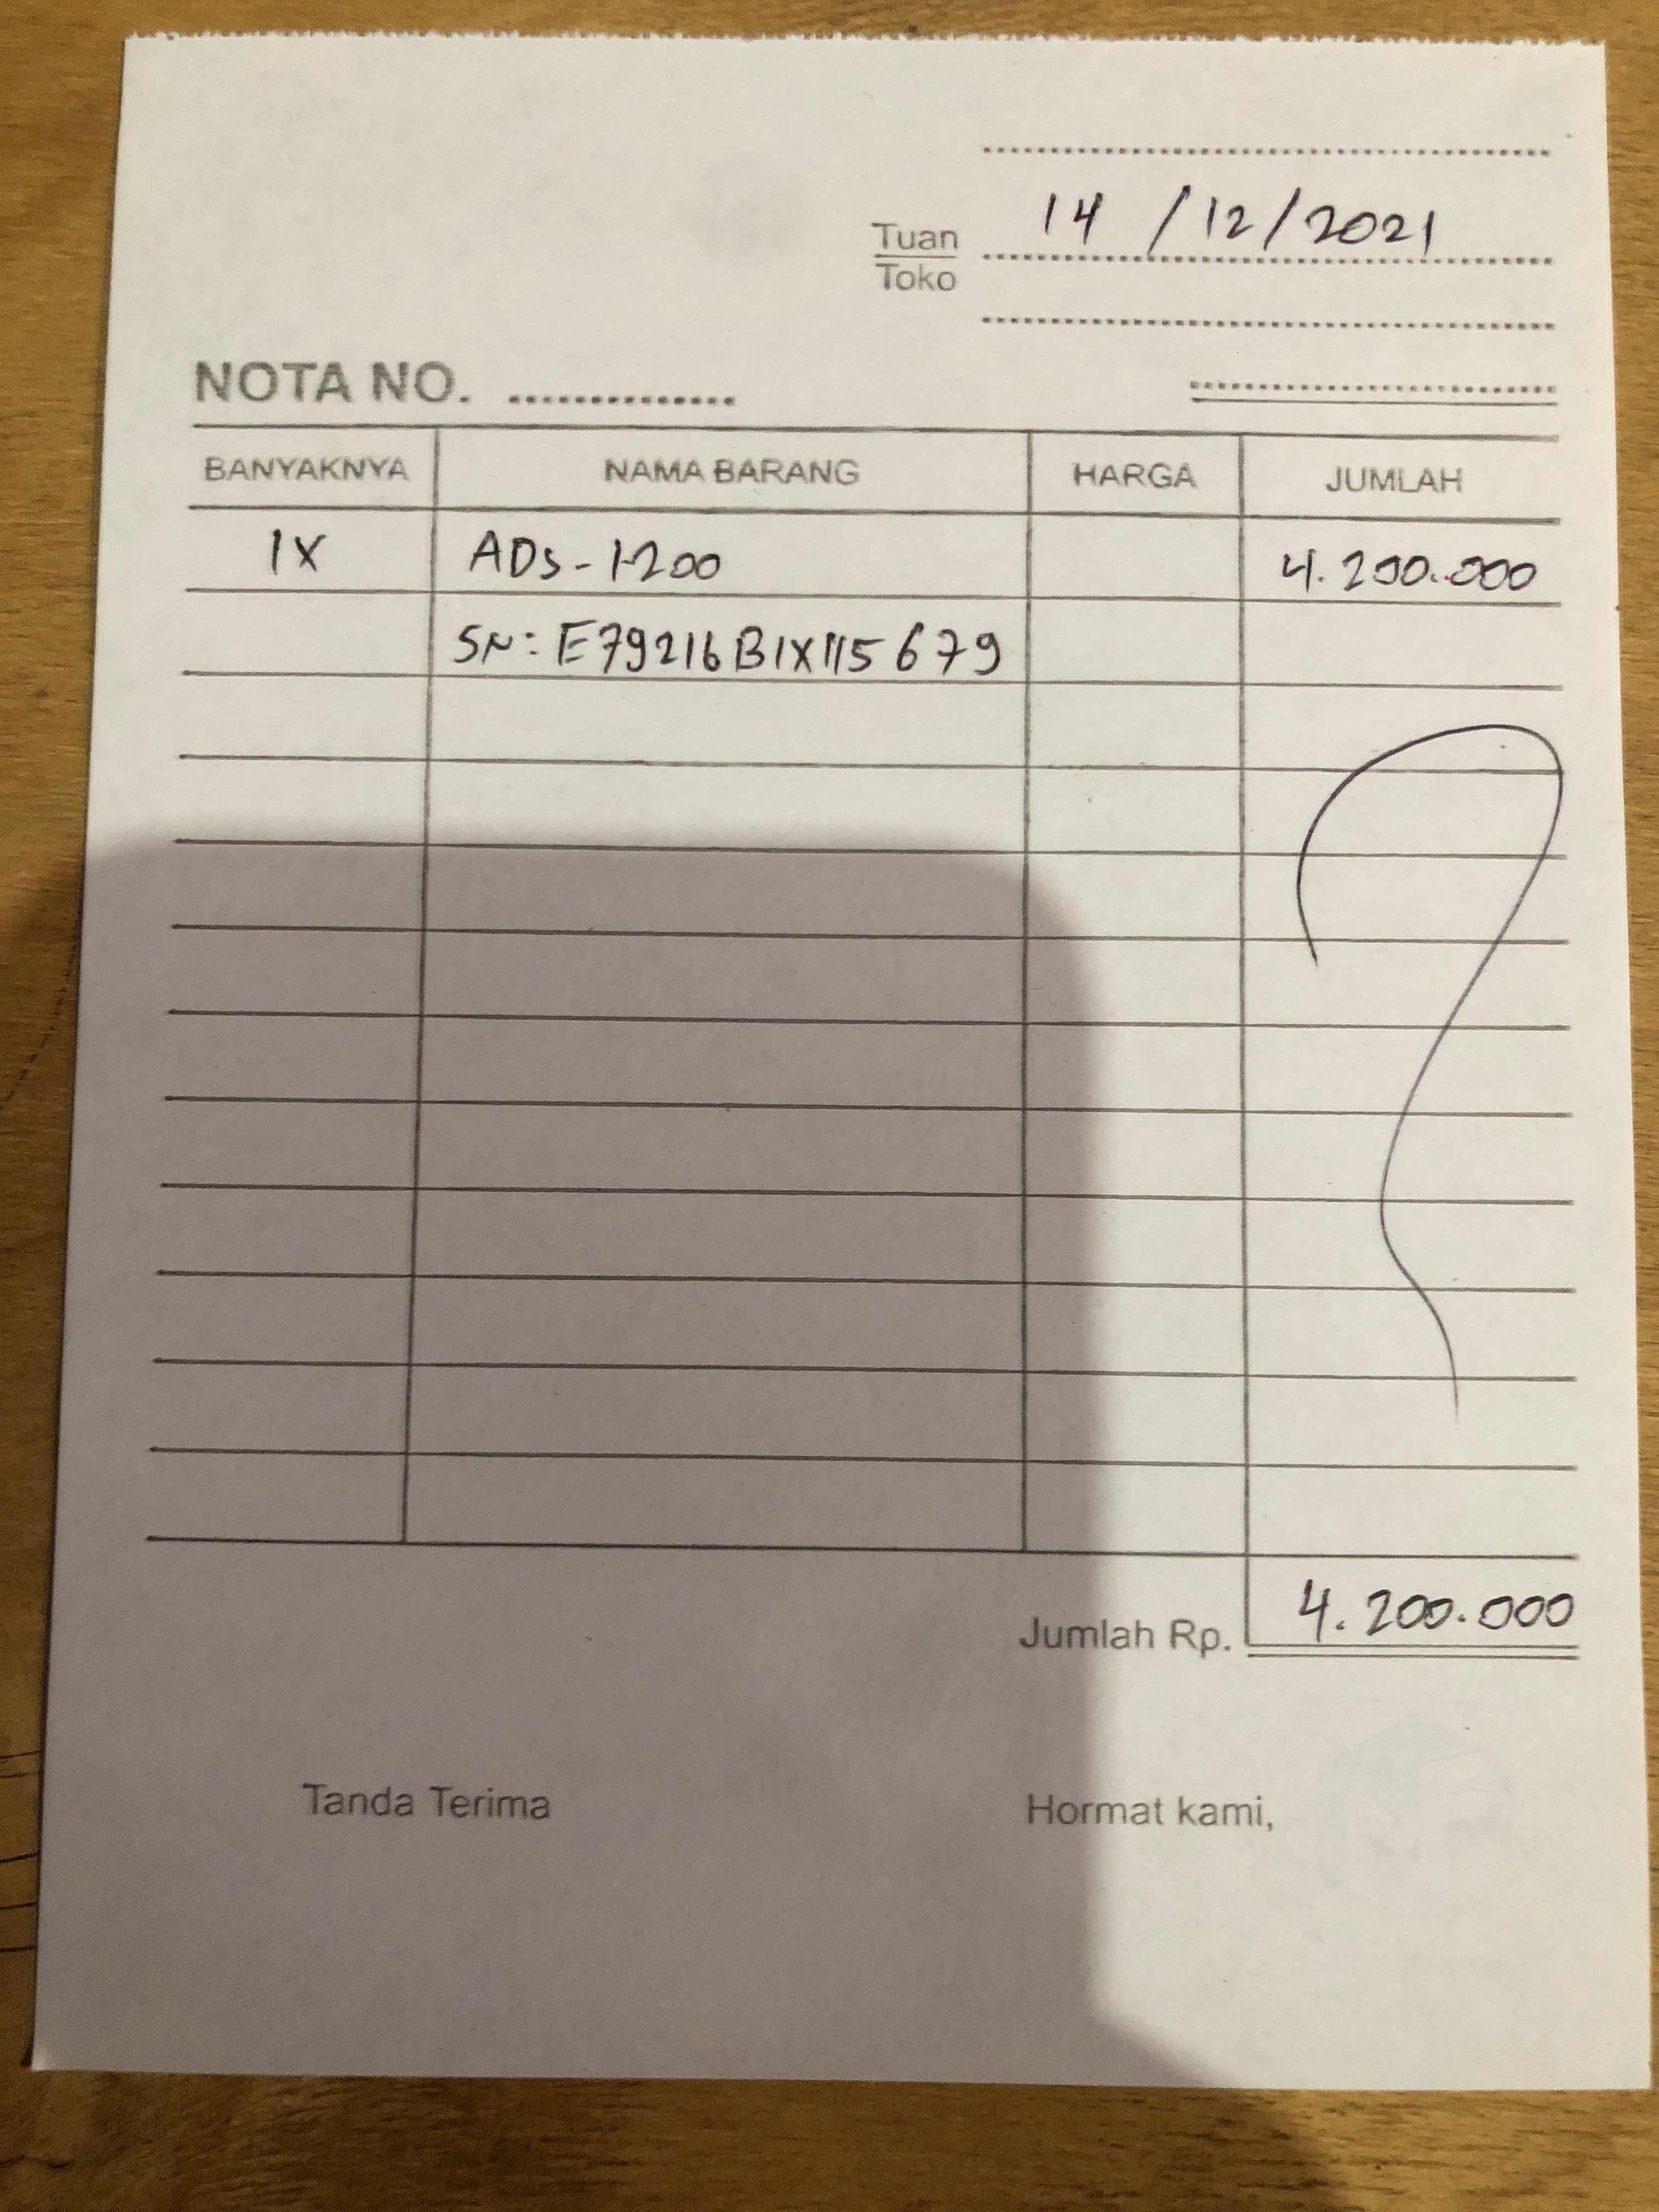 14 / 12 / 2021
Tuan
Toko
NOTA NO. ..............
BANYAKNYA NAMA BARANG HARGA JUMLAH
1X ADS-1200 4.200.000
SN: E79216B1X115679
Jumlah Rp. 4.200.000
Tanda Terima Hormat kami,